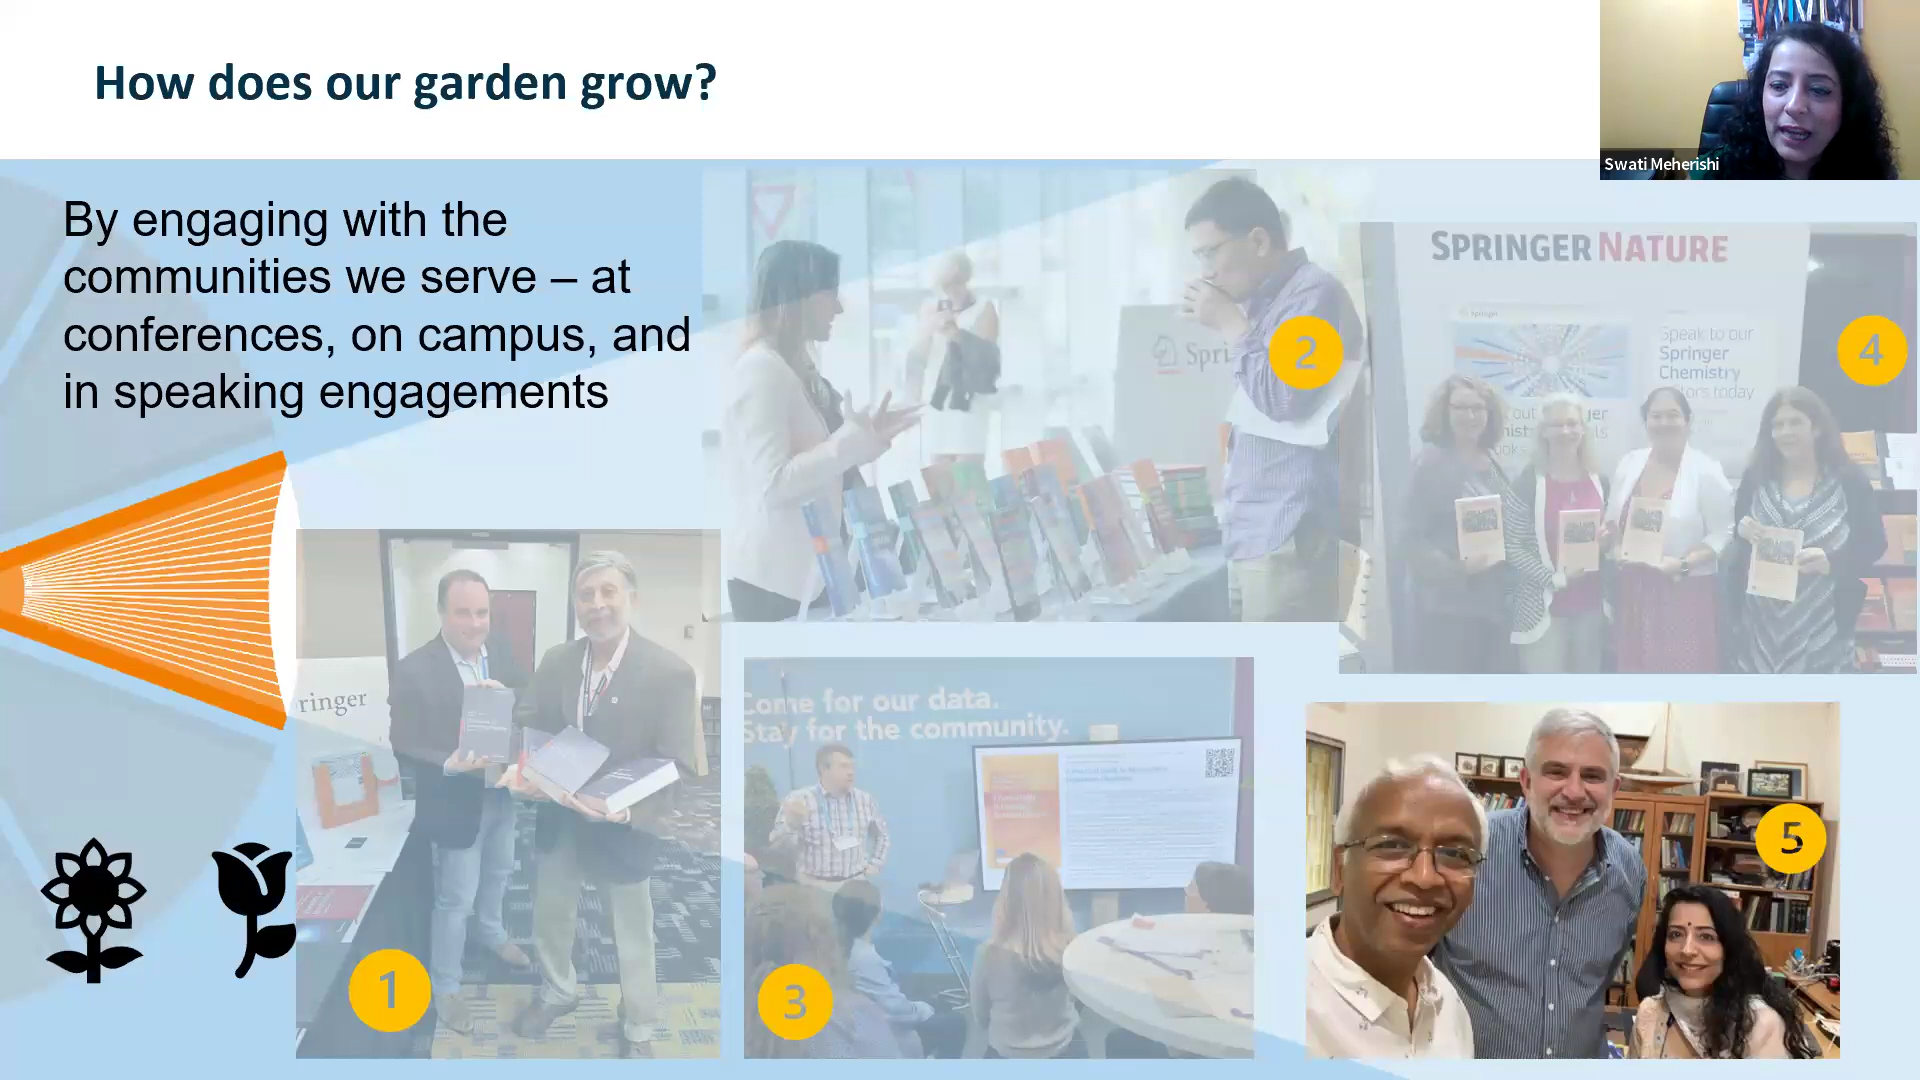 How does our garden grow?
Swati Meherishi
By engaging with the
communities we serve – at
conferences, on campus, and
in speaking engagements
SPRINGER NATURE
Springer
Speak to our
Springer
Chemistry
Spri
2
4
ringer
Come for our data.
Stay for the community.
1
3
5